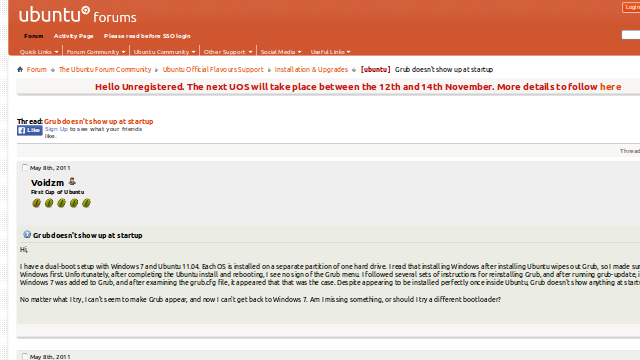 ubuntu forums
Login
Forum Activity Page Please read before SSO login
Quick Links Forum Community Ubuntu Community Other Support Social Media Useful Links
Forum The Ubuntu Forum Community Ubuntu Official Flavours Support Installation & Upgrades [ubuntu] Grub doesn't show up at startup
Hello Unregistered. The next UOS will take place between the 12th and 14th November. More details to follow here
Thread: Grub doesn't show up at startup
Like Sign Up to see what your friends
like.
Thread
May 8th, 2011
Voidzm
First Cup of Ubuntu
Grub doesn't show up at startup
Hi,
I have a dual-boot setup with Windows 7 and Ubuntu 11.04. Each OS is installed on a separate partition of one hard drive. I read that installing Windows after installing Ubuntu wipes out Grub, so I made sure
Windows first. Unfortunately, after completing the Ubuntu install and rebooting, I see no sign of the Grub menu. I followed several sets of instructions for reinstalling Grub, and after running grub-update, i
Windows 7 was added to Grub, and after examining the grub.cfg file, it appeared that that was the case. Despite appearing to be installed perfectly once inside Ubuntu, Grub doesn't show anything at start
No matter what I try, I can't seem to make Grub appear, and now I can't get back to Windows 7. Am I missing something, or should I try a different bootloader?
May 8th, 2011